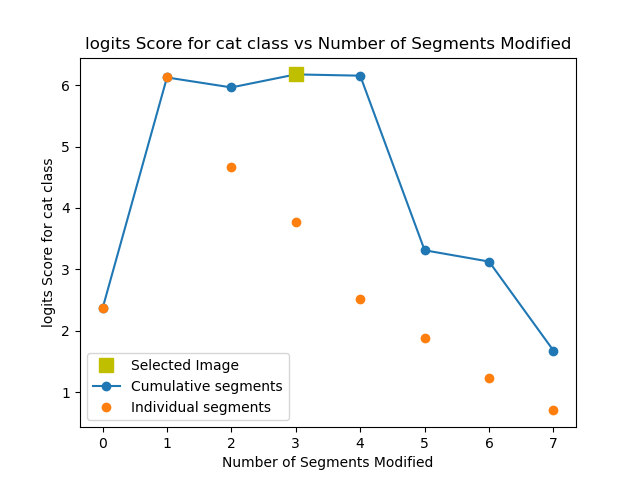 logits Score for cat class vs Number of Segments Modified
logits Score for cat class
6
5
4
3
2
1
Selected Image
Cumulative segments
Individual segments
0 1 2 3 4 5 6 7
Number of Segments Modified